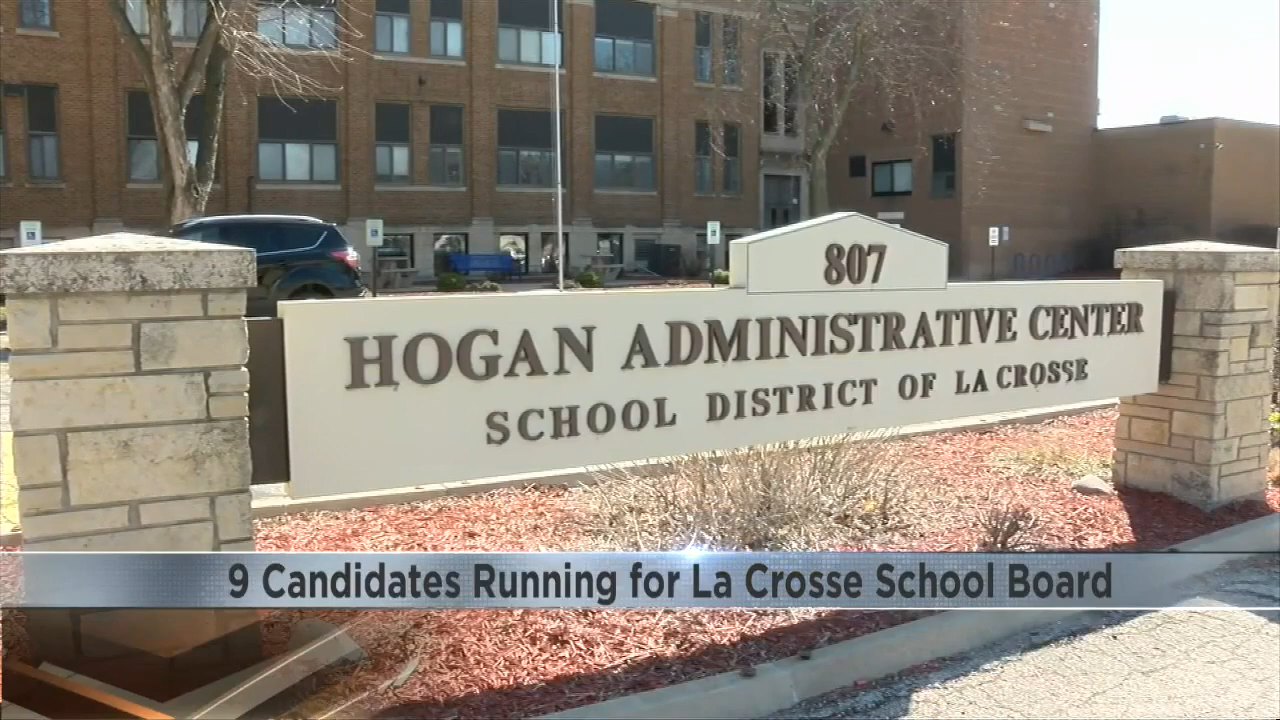 807
HOGAN ADMINISTRATIVE CENTER
SCHOOL DISTRICT OF LA CROSSE
9 Candidates Running for La Crosse School Board